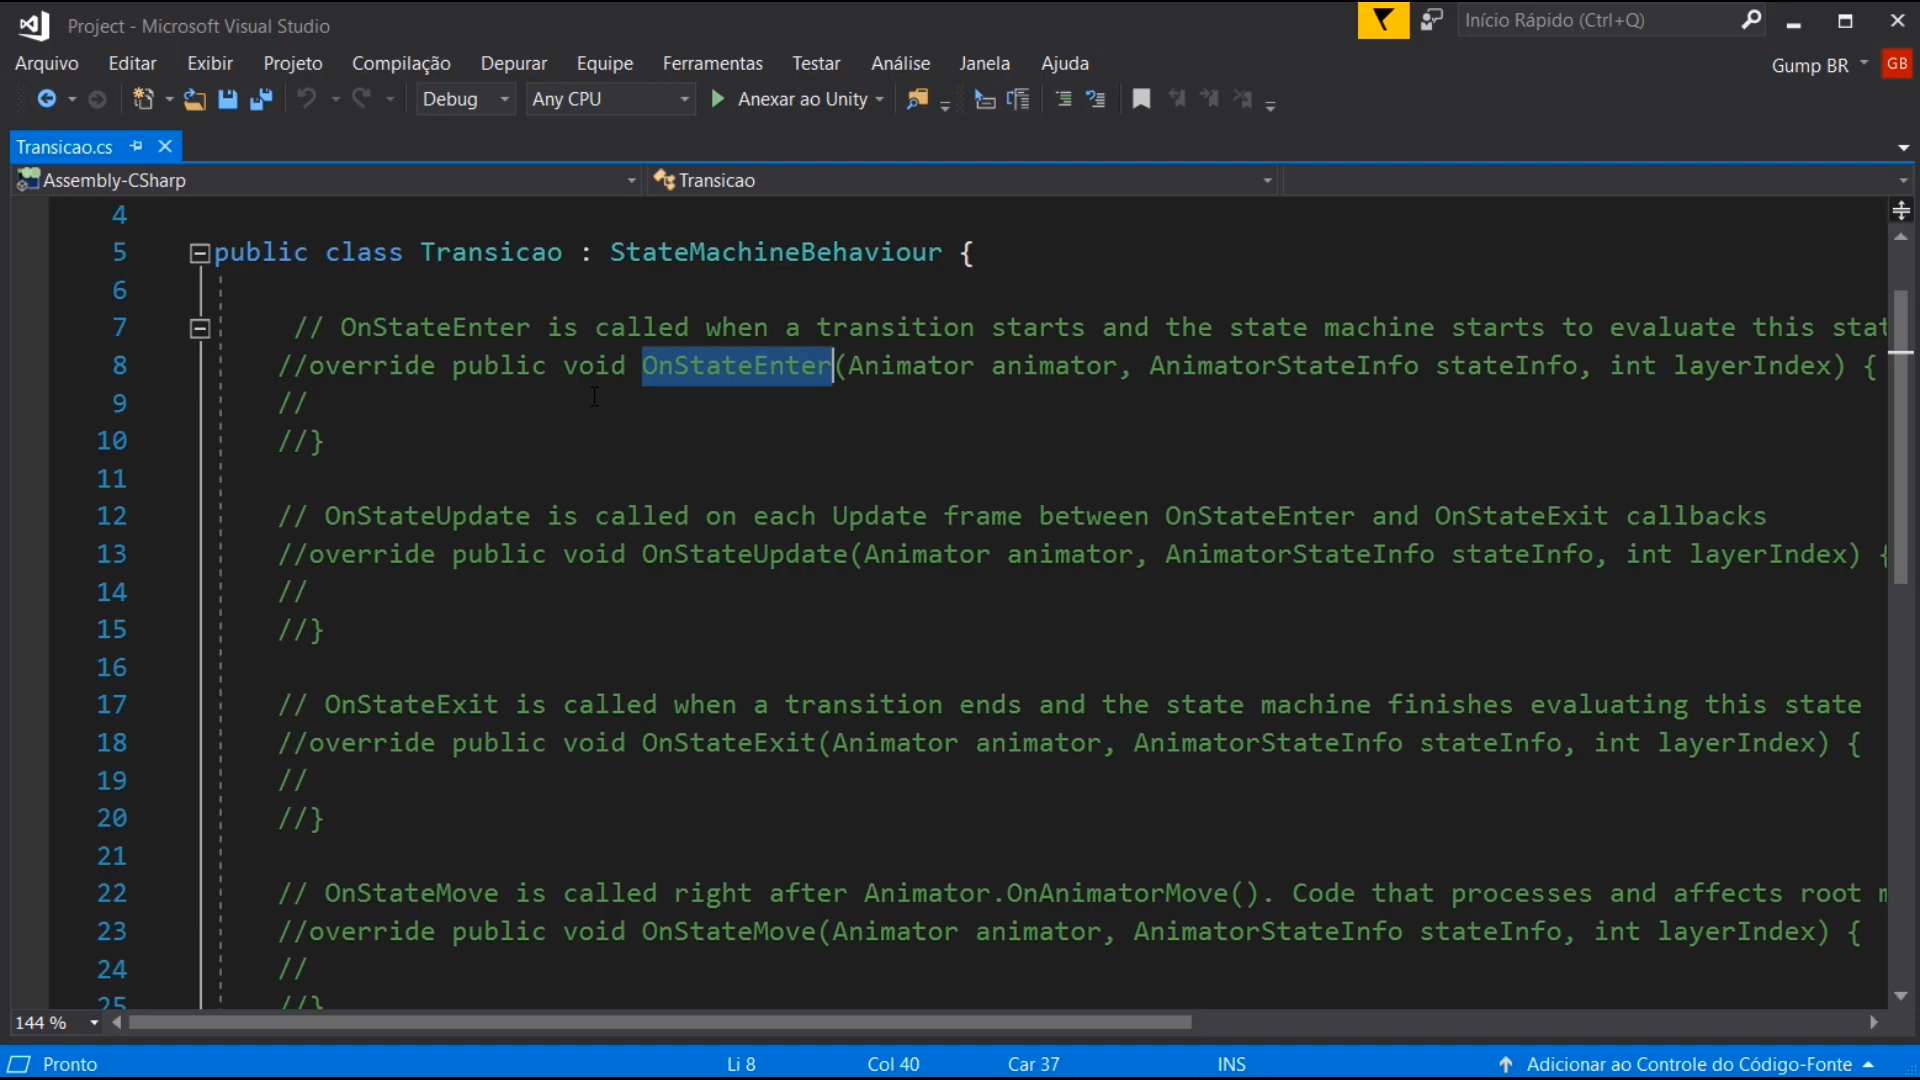 Project - Microsoft Visual Studio
Início Rápido (Ctrl+Q)
Arquivo Editar Exibir Projeto Compilação Depurar Equipe Ferramentas Testar Análise Janela Ajuda
Gump BR GB
Debug Any CPU Anexar ao Unity
Transicao.cs
Assembly-CSharp Transicao
4
5 public class Transicao : StateMachineBehaviour {
6
7 // OnStateEnter is called when a transition starts and the state machine starts to evaluate this stat
8 //override public void OnStateEnter(Animator animator, AnimatorStateInfo stateInfo, int layerIndex) {
9 //
10 //}
11
12 // OnStateUpdate is called on each Update frame between OnStateEnter and OnStateExit callbacks
13 //override public void OnStateUpdate(Animator animator, AnimatorStateInfo stateInfo, int layerIndex) {
14 //
15 //}
16
17 // OnStateExit is called when a transition ends and the state machine finishes evaluating this state
18 //override public void OnStateExit(Animator animator, AnimatorStateInfo stateInfo, int layerIndex) {
19 //
20 //}
21
22 // OnStateMove is called right after Animator.OnAnimatorMove(). Code that processes and affects root m
23 //override public void OnStateMove(Animator animator, AnimatorStateInfo stateInfo, int layerIndex) {
24 //
25 //}
144 %
Pronto Li 8 Col 40 Car 37 INS Adicionar ao Controle do Código-Fonte